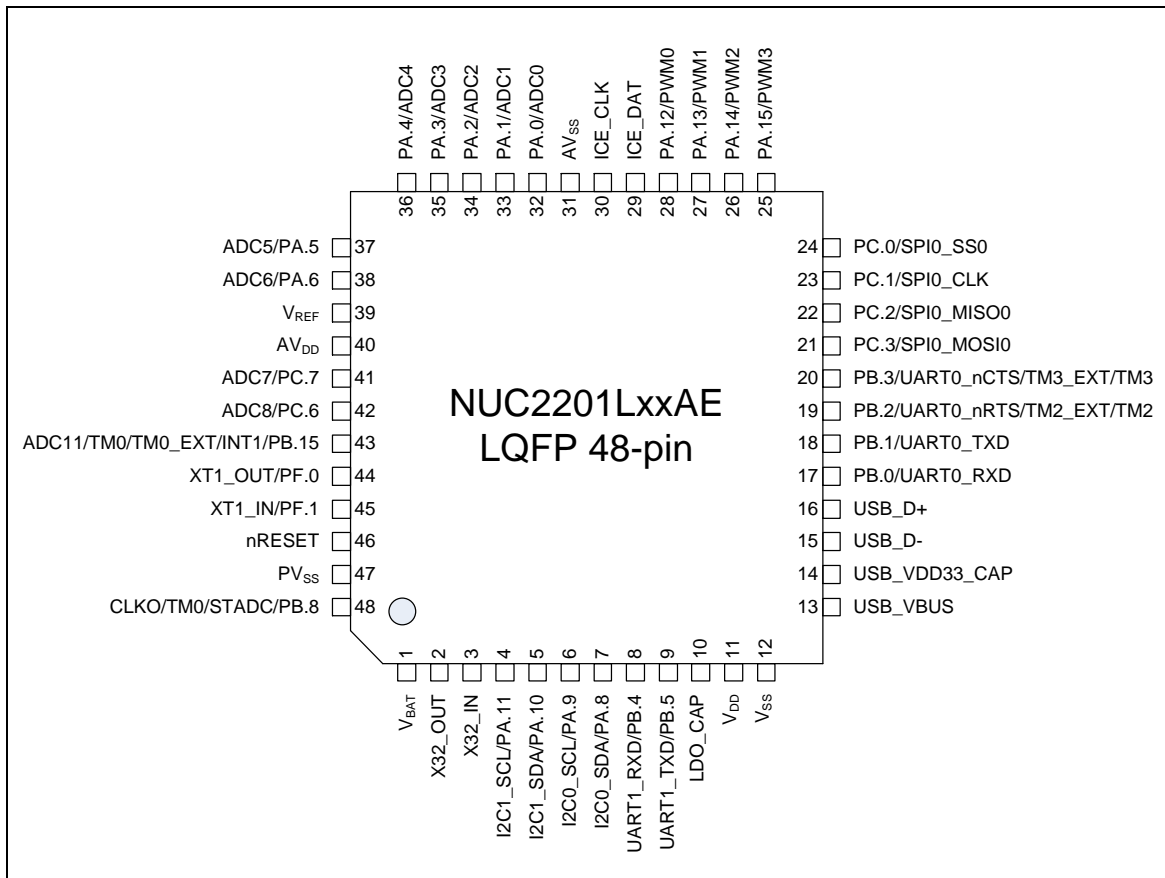 PA.4/ADC4
PA.3/ADC3
PA.2/ADC2
PA.1/ADC1
PA.0/ADC0
AVSS
ICE_CLK
ICE_DAT
PA.12/PWM0
PA.13/PWM1
PA.14/PWM2
PA.15/PWM3
36
35
34
33
32
31
30
29
28
27
26
25
ADC5/PA.5 37
ADC6/PA.6 38
VREF 39
AVDD 40
ADC7/PC.7 41
ADC8/PC.6 42
ADC11/TM0/TM0_EXT/INT1/PB.15 43
XT1_OUT/PF.0 44
XT1_IN/PF.1 45
nRESET 46
PVSS 47
CLKO/TM0/STADC/PB.8 48
NUC2201LxxAE
LQFP 48-pin
24 PC.0/SPI0_SS0
23 PC.1/SPI0_CLK
22 PC.2/SPI0_MISO0
21 PC.3/SPI0_MOSI0
20 PB.3/UART0_nCTS/TM3_EXT/TM3
19 PB.2/UART0_nRTS/TM2_EXT/TM2
18 PB.1/UART0_TXD
17 PB.0/UART0_RXD
16 USB_D+
15 USB_D-
14 USB_VDD33_CAP
13 USB_VBUS
1
2
3
4
5
6
7
8
9
10
11
12
VBAT
X32_OUT
X32_IN
I2C1_SCL/PA.11
I2C1_SDA/PA.10
I2C0_SCL/PA.9
I2C0_SDA/PA.8
UART1_RXD/PB.4
UART1_TXD/PB.5
LDO_CAP
VDD
VSS